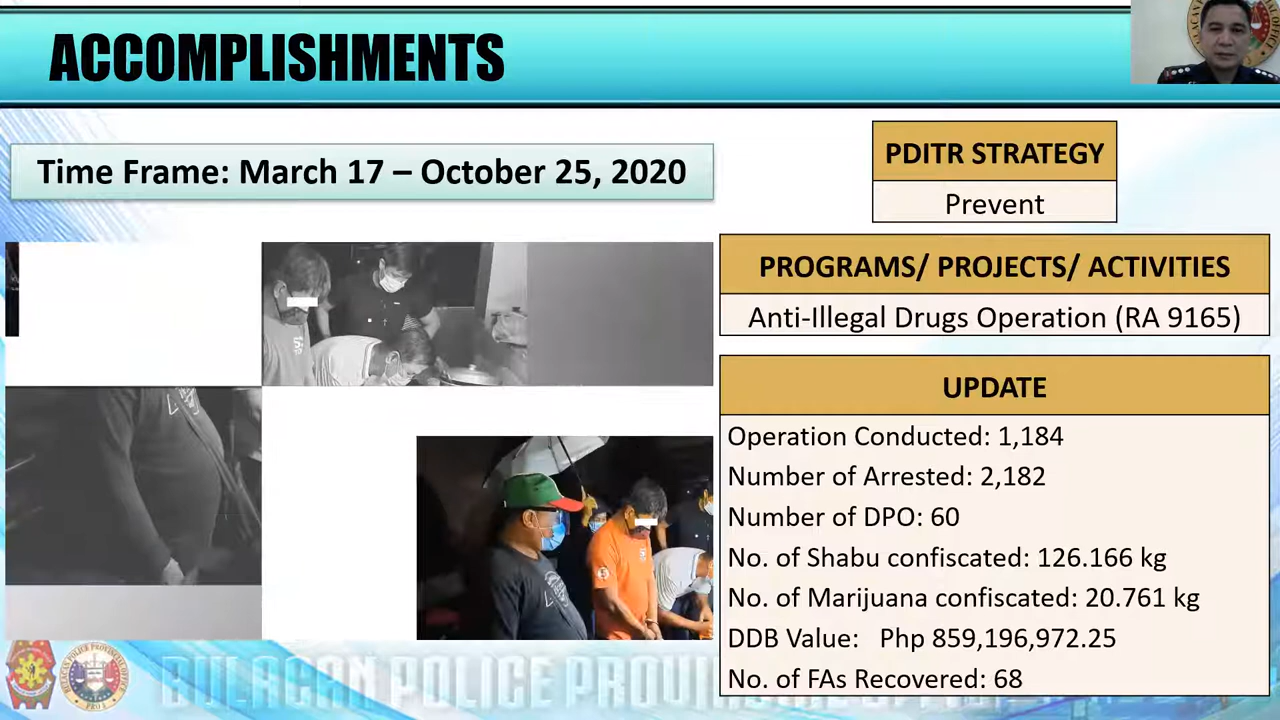 ACCOMPLISHMENTS
Time Frame: March 17 – October 25, 2020
PDITR STRATEGY
Prevent
PROGRAMS/ PROJECTS/ ACTIVITIES
Anti-Illegal Drugs Operation (RA 9165)
UPDATE
Operation Conducted: 1,184
Number of Arrested: 2,182
Number of DPO: 60
No. of Shabu confiscated: 126.166 kg
No. of Marijuana confiscated: 20.761 kg
DDB Value: Php 859,196,972.25
No. of FAs Recovered: 68
BULACAN POLICE